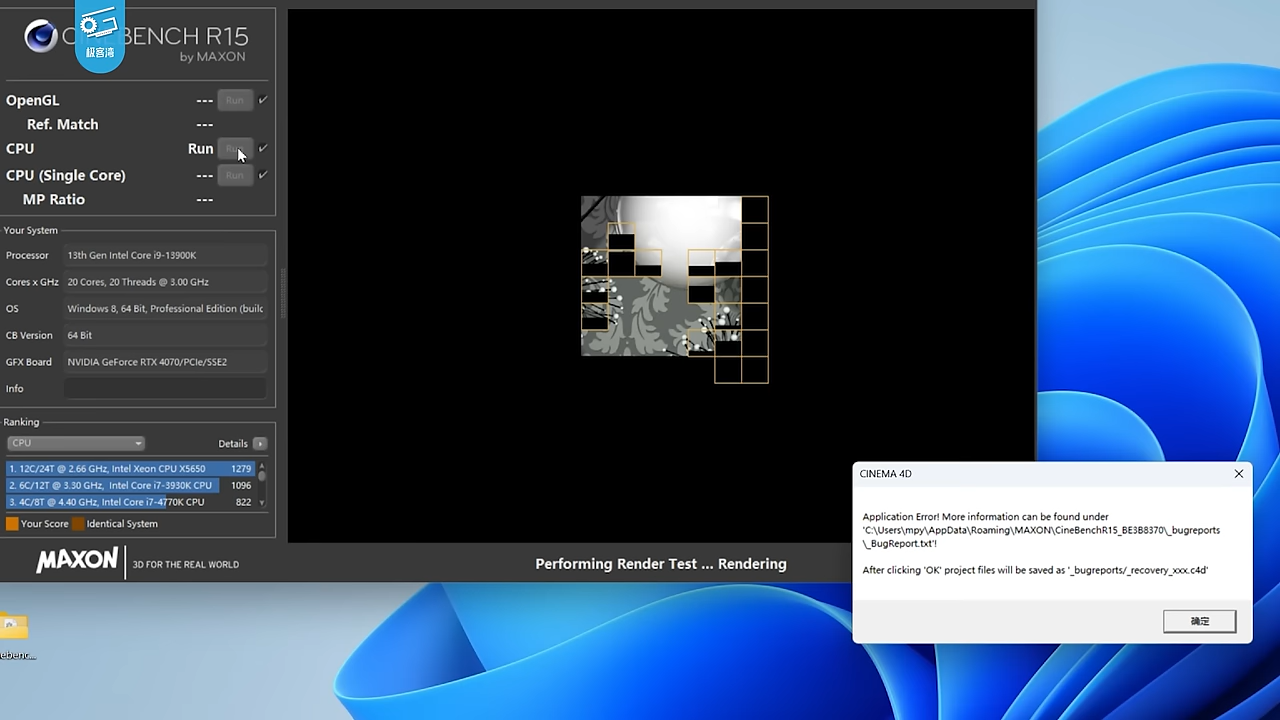 CINEBENCH R15
by MAXON
极客湾
OpenGL --- Run
Ref. Match ---
CPU Run Run
CPU (Single Core) --- Run
MP Ratio ---
Your System
Processor 13th Gen Intel Core i9-13900K
Cores x GHz 20 Cores, 20 Threads @ 3.00 GHz
OS Windows 8, 64 Bit, Professional Edition (builc
CB Version 64 Bit
GFX Board NVIDIA GeForce RTX 4070/PCIe/SSE2
Info
Ranking
CPU Details
1. 12C/24T @ 2.66 GHz, Intel Xeon CPU X5650 1279
2. 6C/12T @ 3.30 GHz, Intel Core i7-3930K CPU 1096
3. 4C/8T @ 4.40 GHz, Intel Core i7-4770K CPU 822
Your Score Identical System
MAXON 3D FOR THE REAL WORLD
Performing Render Test ... Rendering
CINEMA 4D
Application Error! More information can be found under
'C:\Users\mpy\AppData\Roaming\MAXON\CineBenchR15_BE3B8370\_bugreports
\_BugReport.txt'!
After clicking 'OK' project files will be saved as '_bugreports/_recovery_xxx.c4d'
确定
ebenc...